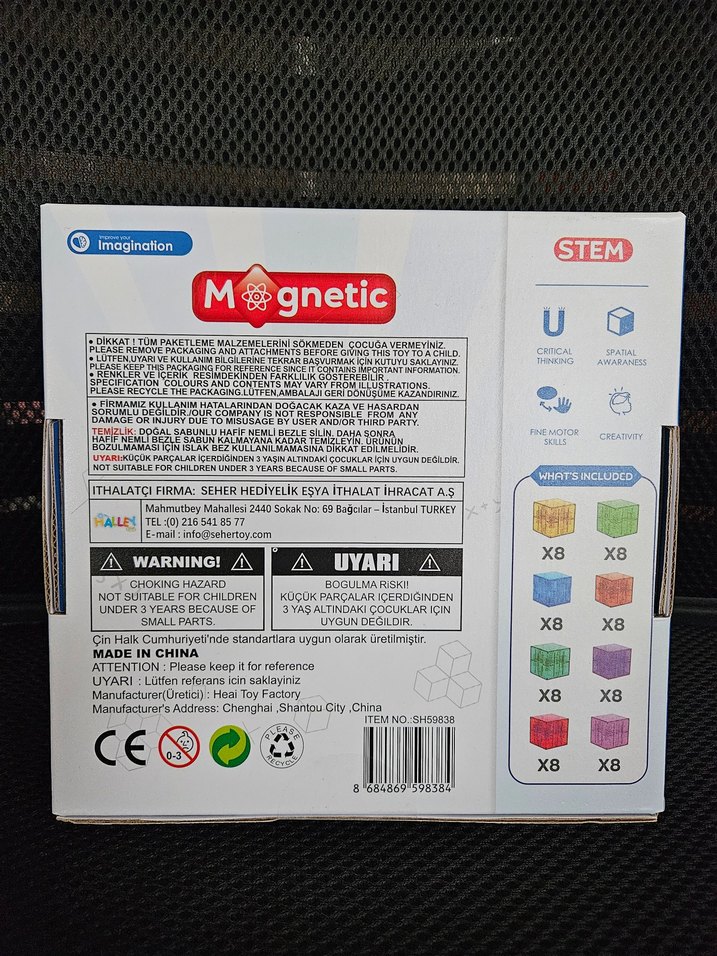 Improve your
Imagination
Magnetic
• DİKKAT ! TÜM PAKETLEME MALZEMELERİNİ SÖKMEDEN ÇOCUĞA VERMEYİNİZ.
PLEASE REMOVE PACKAGING AND ATTACHMENTS BEFORE GIVING THIS TOY TO A CHILD.
• LÜTFEN,UYARI VE KULLANIM BİLGİLERİNE TEKRAR BAŞVURMAK İÇİN KUTUYU SAKLAYINIZ.
PLEASE KEEP THIS PACKAGING FOR REFERENCE SINCE IT CONTAINS IMPORTANT INFORMATION.
• RENKLER VE İÇERİK RESIMDEKINDEN FARKLILIK GÖSTEREBİLİR ,
SPECIFICATION COLOURS AND CONTENTS MAY VARY FROM ILLUSTRATIONS.
PLEASE RECYCLE THE PACKAGING.LÜTFEN,AMBALAJI GERİ DÖNÜŞÜME KAZANDIRINIZ.
• FİRMAMIZ KULLANIM HATALARINDAN DOĞACAK KAZA VE HASARDAN
SORUMLU DEĞİLDİR./OUR COMPANY IS NOT RESPONSIBLE FROM ANY
DAMAGE OR INJURY DUE TO MISUSAGE BY USER AND/OR THIRD PARTY.
TEMİZLİK: DOĞAL SABUNLU HAFİF NEMLİ BEZLE SİLİN, DAHA SONRA
HAFİF NEMLİ BEZLE SABUN KALMAYANA KADAR TEMİZLEYİN. ÜRÜNÜN
BOZULMAMASI İÇİN ISLAK BEZ KULLANILMAMASINA DİKKAT EDİLMELİDİR.
UYARI:KÜÇÜK PARÇALAR İÇERDİĞİNDEN 3 YAŞIN ALTINDAKİ ÇOCUKLAR İÇİN UYGUN DEĞİLDİR.
NOT SUITABLE FOR CHILDREN UNDER 3 YEARS BECAUSE OF SMALL PARTS.
ITHALATÇI FIRMA: SEHER HEDİYELİK EŞYA İTHALAT İHRACAT A.Ş
HALLEY
Mahmutbey Mahallesi 2440 Sokak No: 69 Bağcılar – İstanbul TURKEY
TEL :(0) 216 541 85 77
E-mail : info@sehertoy.com
WARNING!
CHOKING HAZARD
NOT SUITABLE FOR CHILDREN
UNDER 3 YEARS BECAUSE OF
SMALL PARTS.
UYARI
BOGULMA RiSKI!
KÜÇÜK PARÇALAR İÇERDİĞINDEN
3 YAŞ ALTINDAKİ ÇOCUKLAR İÇİN
UYGUN DEĞİLDIR.
Çin Halk Cumhuriyeti'nde standartlara uygun olarak üretilmiştir.
MADE IN CHINA
ATTENTION : Please keep it for reference
UYARI : Lütfen referans icin saklayiniz
Manufacturer(Üretici) : Heai Toy Factory
Manufacturer's Address: Chenghai ,Shantou City ,China
CE
0-3
PLEASE
RECYCLE
ITEM NO.:SH59838
8 684869 598384
STEM
CRITICAL
THINKING
SPATIAL
AWARANESS
FINE MOTOR
SKILLS
CREATIVITY
WHAT'S INCLUDED
X8
X8
X8
X8
X8
X8
X8
X8
x+y